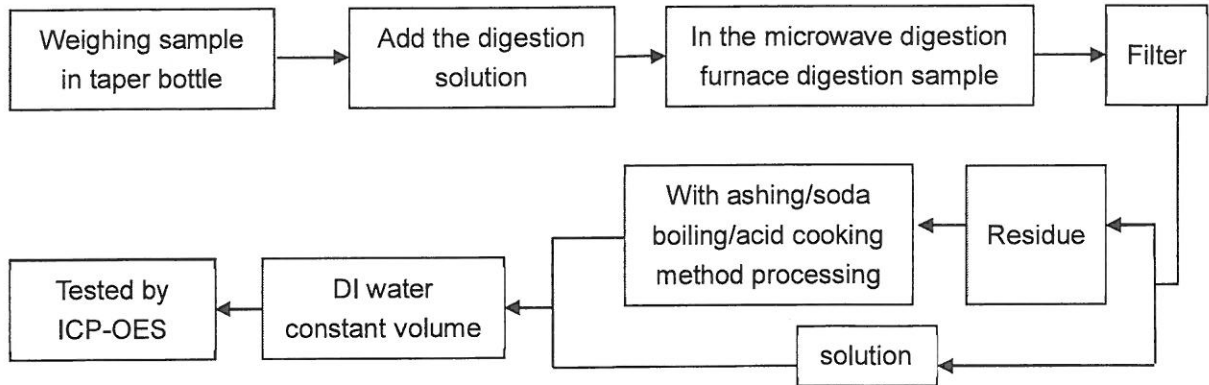 Weighing sample
in taper bottle
Add the digestion
solution
In the microwave digestion
furnace digestion sample
Filter
Residue
With ashing/soda
boiling/acid cooking
method processing
solution
DI water
constant volume
Tested by
ICP-OES